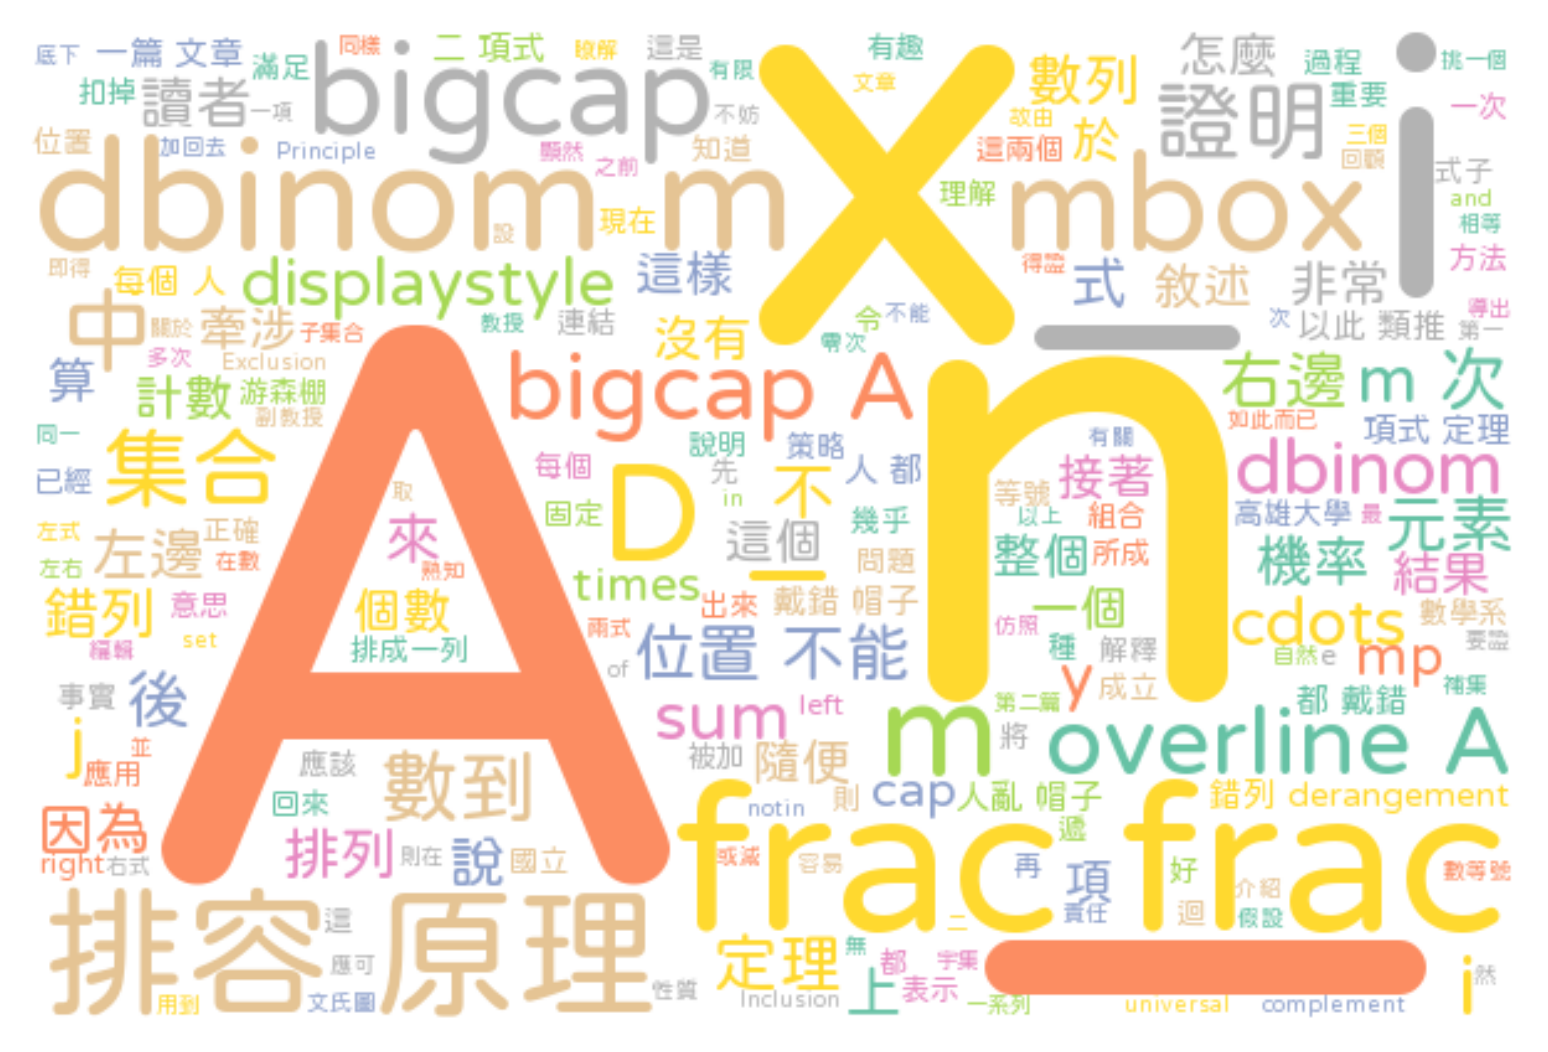 底下 一篇 文章 滿足 同樣 二 項式 瞭解 這是 有趣 怎麼 過程 挑一個
扣掉 讀者 一項 bigcap 有限 不妨 文章 數列 證明 重要 一次
位置 加回去 Principle 顯然 之前 知道 x 故由 於 這兩個 三個 回顧 i
dbinom m 設 現在 理解 mbox 式子 and 相等
即得 每個 人 displaystyle 這樣 得證 式 敘述 非常 方法
中 關於 牽涉 子集合 教授 連結 沒有 令 不能 零次 次 以此 類推 第一 導出
算 多次 Exclusion bigcap A _ 右邊 m 次
計數 游森棚 副教授 如此而已 項式 定理
同一 集合 A 說明 策略 n 有關 dbinom
已經 取 每個 先 人 都 接著 高雄大學 最 元素
左式 左邊 正確 來 固定 D in 不 幾乎 等號 以上 組合 機率
左右 在數 熟知 這個 問題 整個 所成 結果
錯列 意思 個數 times _ 出來 戴錯 帽子 一個 cdots 數學系
編輯 set 排成一列 兩式 位置 不能 仿照 種 解釋 自然 e mp 要證
事實 後 of y 成立 都 戴錯 補集
j 並 sum left 第二篇 m 將 overline A
應用 應該 數到 被加 隨便
回來 notin 則 cap 人亂 帽子 錯列 derangement
因為 排列 則在 說 國立 frac frac 遞
right 右式 或減 容易 再 項 好 數等號
排容原理 這 責任 迴 介紹 假設
應可 定理 二 無 都 宇集 _ i 然
用到 文氏圖 性質 Inclusion 上 表示 一系列 universal complement